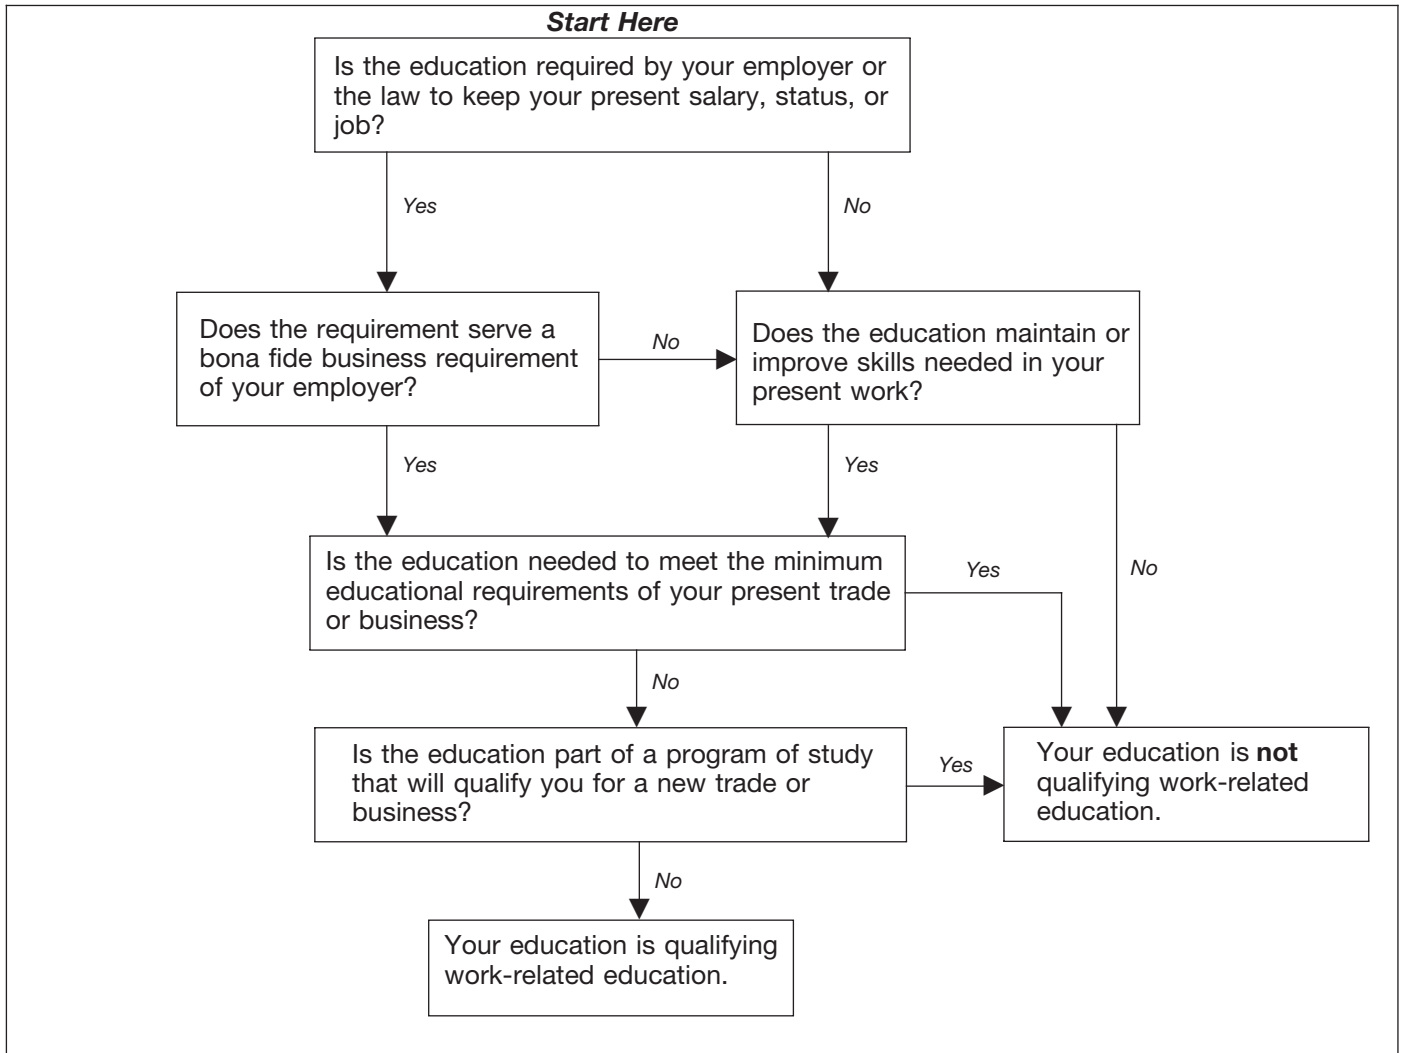 Start Here
Is the education required by your employer or
the law to keep your present salary, status, or
job?
Yes
No
Does the requirement serve a
bona fide business requirement
of your employer?
No
Does the education maintain or
improve skills needed in your
present work?
Yes
Yes
No
Is the education needed to meet the minimum
educational requirements of your present trade
or business?
Yes
No
Is the education part of a program of study
that will qualify you for a new trade or
business?
Yes
Your education is not
qualifying work-related
education.
No
Your education is qualifying
work-related education.